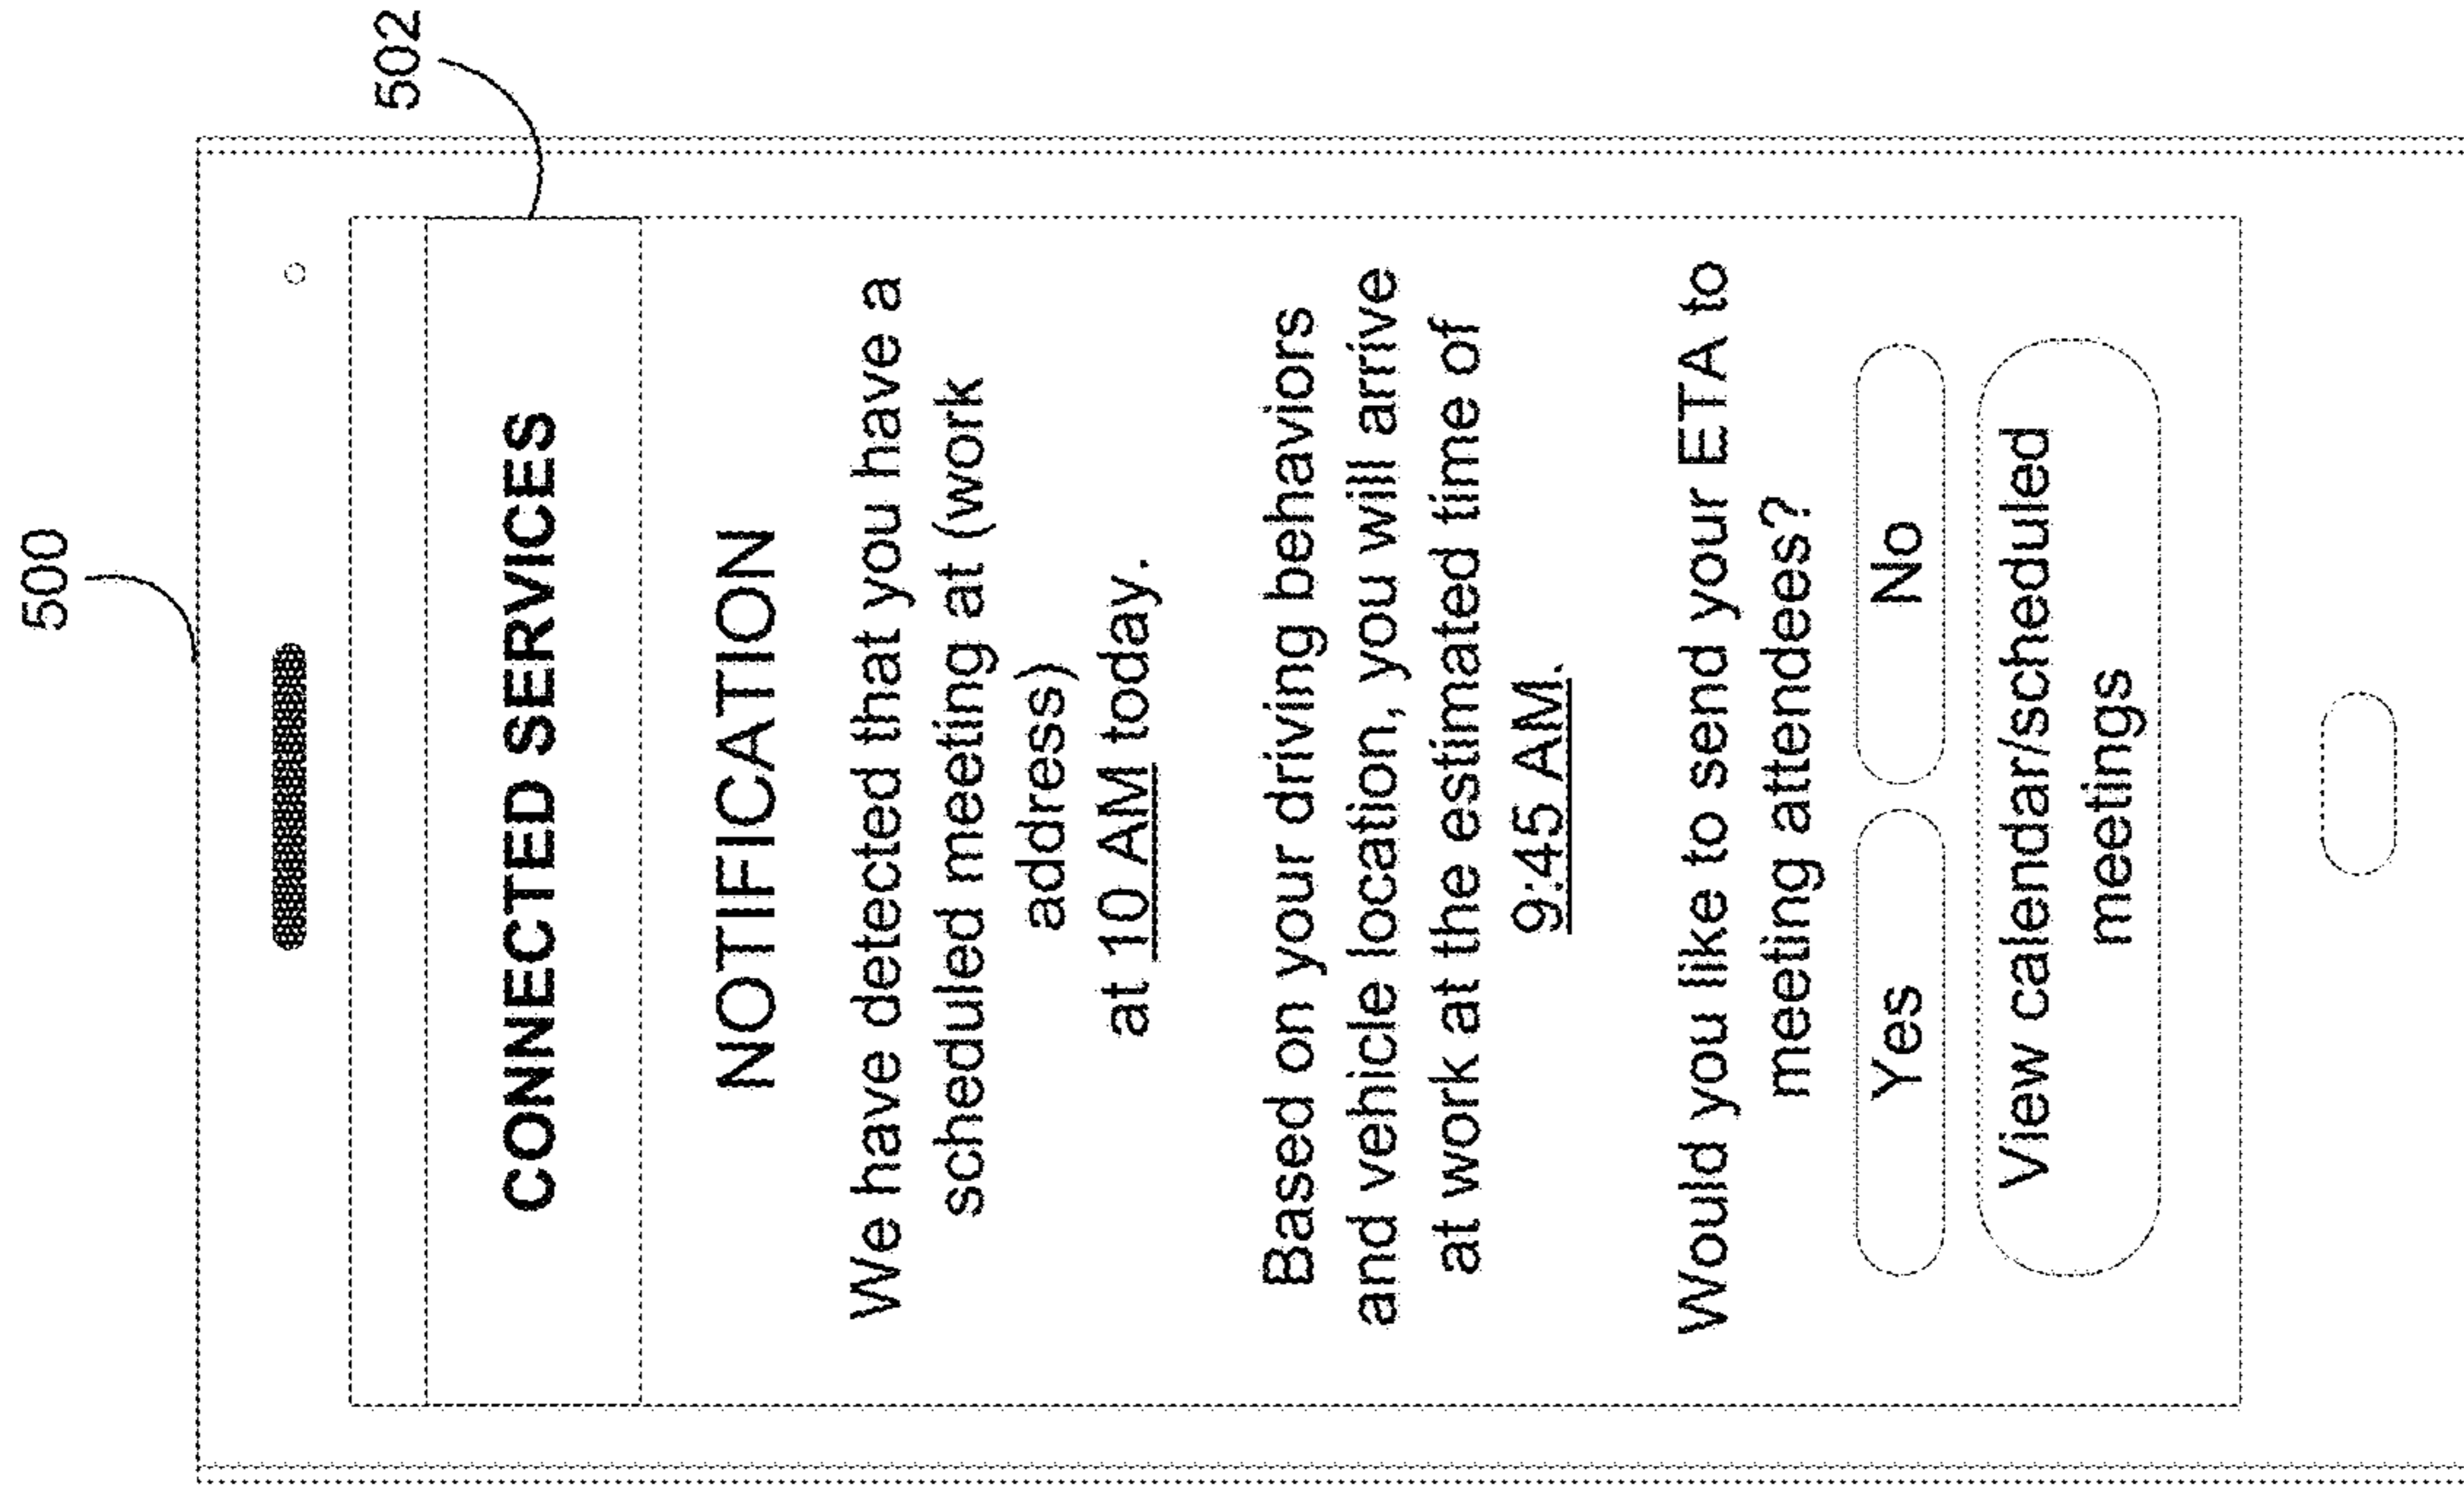 500
502
CONNECTED SERVICES
NOTIFICATION
We have detected that you have a
scheduled meeting at (work
address)
at 10 AM today.
Based on your driving behaviors
and vehicle location, you will arrive
at work at the estimated time of
9:45 AM.
Would you like to send your ETA to
meeting attendees?
Yes No
View calendar/scheduled
meetings